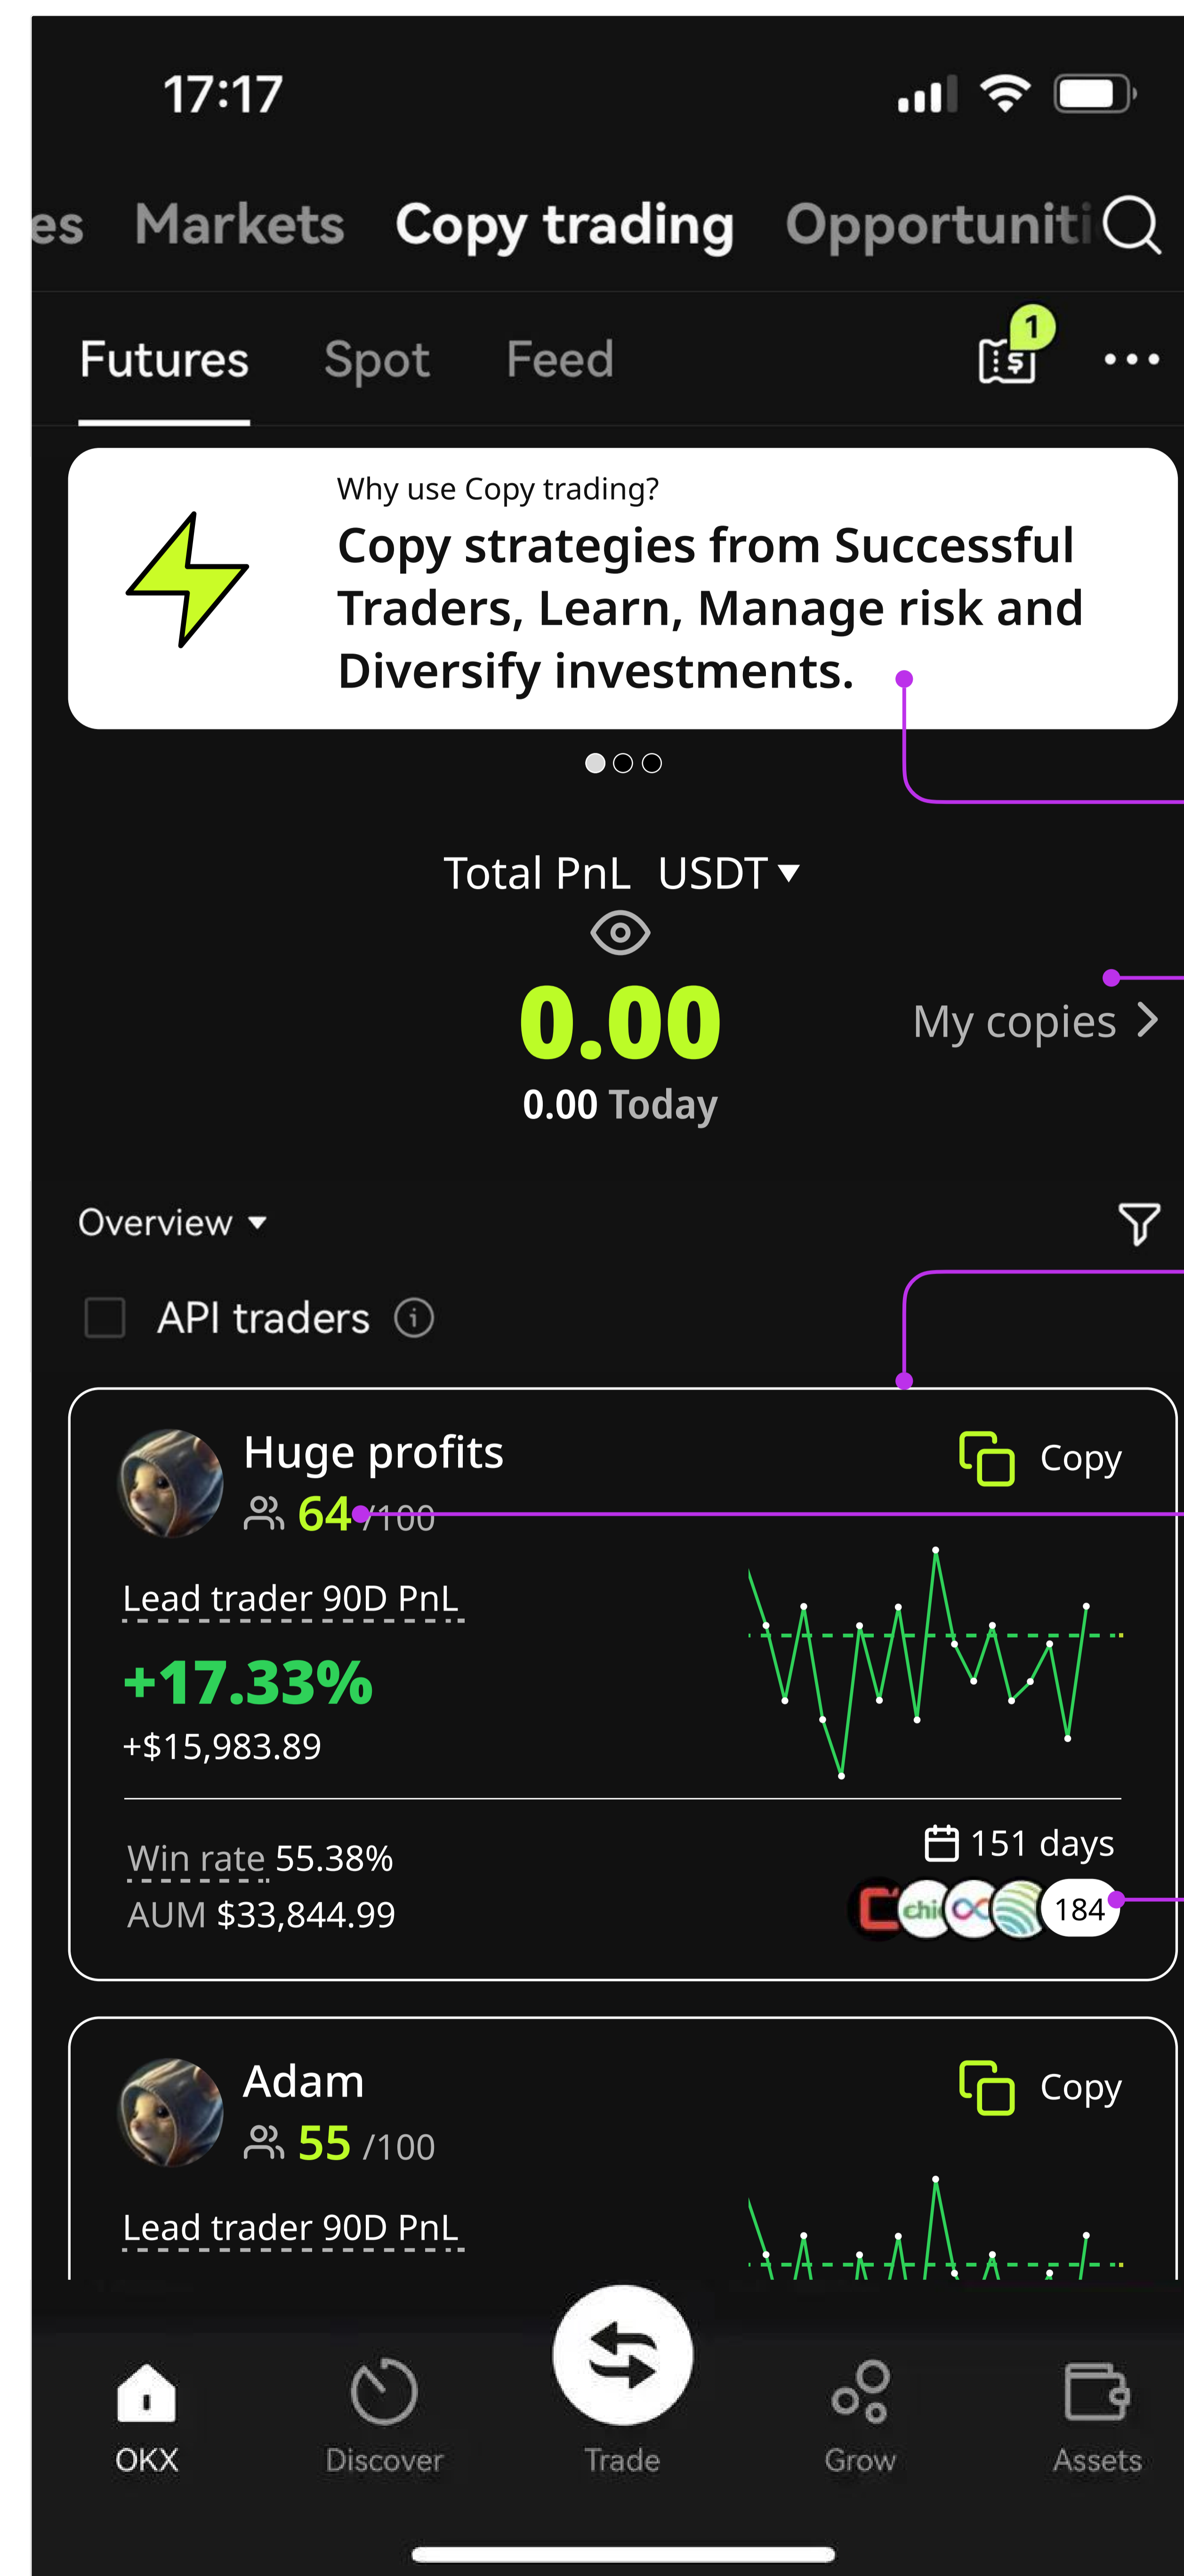 17:17
es Markets Copy trading Opportuniti
1
Futures Spot Feed
Why use Copy trading?
Copy strategies from Successful
Traders, Learn, Manage risk and
Diversify investments.
Total PnL USDT
0.00
My copies
0.00 Today
Overview
API traders
Huge profits
Copy
64 /100
Lead trader 90D PnL
+17.33%
+$15,983.89
151 days
Win rate 55.38%
AUM $33,844.99
chi
184
Adam
Copy
55 /100
Lead trader 90D PnL
OKX Discover Trade Grow Assets